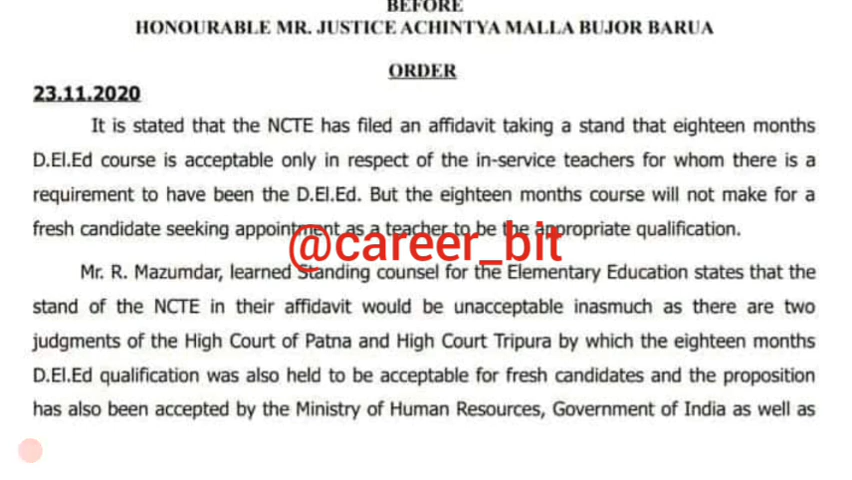 BEFORE
HONOURABLE MR. JUSTICE ACHINTYA MALLA BUJOR BARUA
ORDER
23.11.2020
It is stated that the NCTE has filed an affidavit taking a stand that eighteen months
D.El.Ed course is acceptable only in respect of the in-service teachers for whom there is a
requirement to have been the D.El.Ed. But the eighteen months course will not make for a
fresh candidate seeking appointment as a teacher to be the appropriate qualification.
@career_bit
Mr. R. Mazumdar, learned Standing counsel for the Elementary Education states that the
stand of the NCTE in their affidavit would be unacceptable inasmuch as there are two
judgments of the High Court of Patna and High Court Tripura by which the eighteen months
D.El.Ed qualification was also held to be acceptable for fresh candidates and the proposition
has also been accepted by the Ministry of Human Resources, Government of India as well as